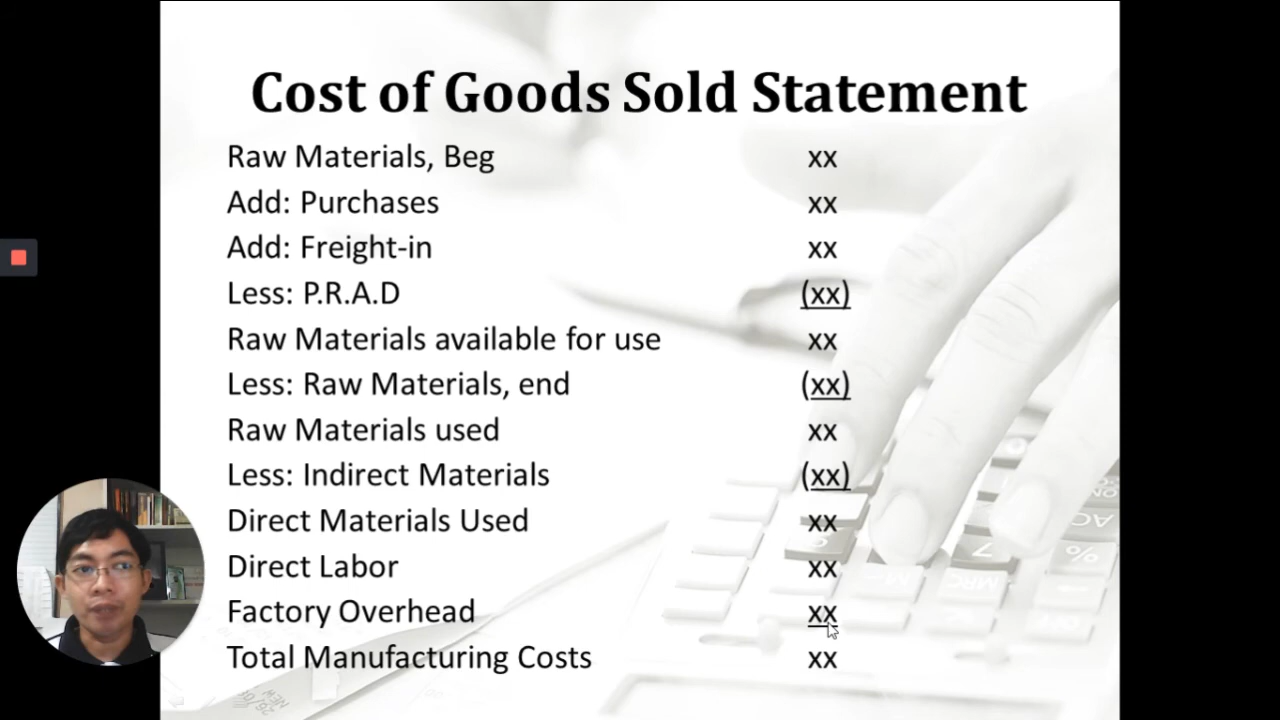 Cost of Goods Sold Statement
Raw Materials, Beg xx
Add: Purchases xx
Add: Freight-in xx
Less: P.R.A.D (xx)
Raw Materials available for use xx
Less: Raw Materials, end (xx)
Raw Materials used xx
Less: Indirect Materials (xx)
Direct Materials Used xx
Direct Labor xx
Factory Overhead xx
Total Manufacturing Costs xx